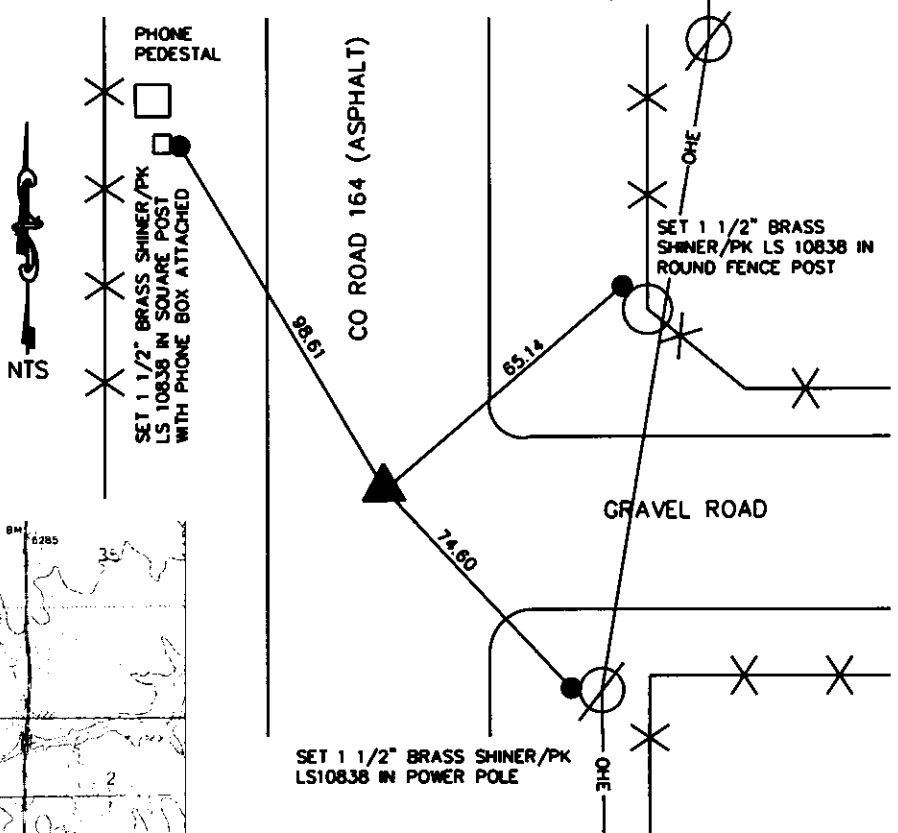 PHONE
PEDESTAL
CO ROAD 164 (ASPHALT)
OHE
SET 1 1/2" BRASS SHINER/PK
LS 10838 IN SQUARE POST
WITH PHONE BOX ATTACHED
SET 1 1/2" BRASS
SHINER/PK LS 10838 IN
ROUND FENCE POST
NTS
98.61
65.14
GRAVEL ROAD
74.60
BM
6285
2
SET 1 1/2" BRASS SHINER/PK
LS10838 IN POWER POLE
OHE